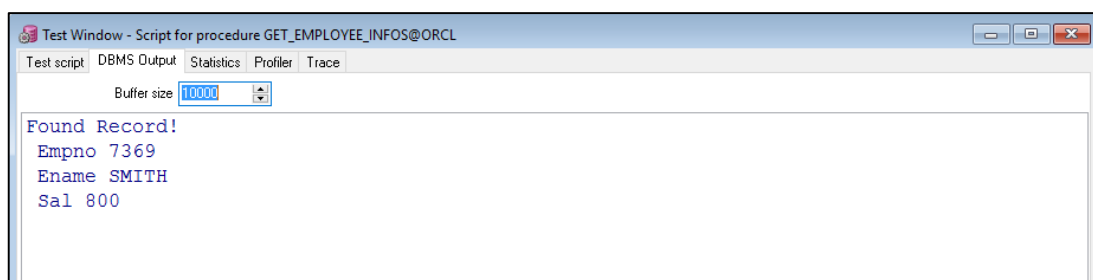 Test Window - Script for procedure GET_EMPLOYEE_INFOS@ORCL
Test script DBMS Output Statistics Profiler Trace
Buffer size 10000
Found Record!
Empno 7369
Ename SMITH
Sal 800